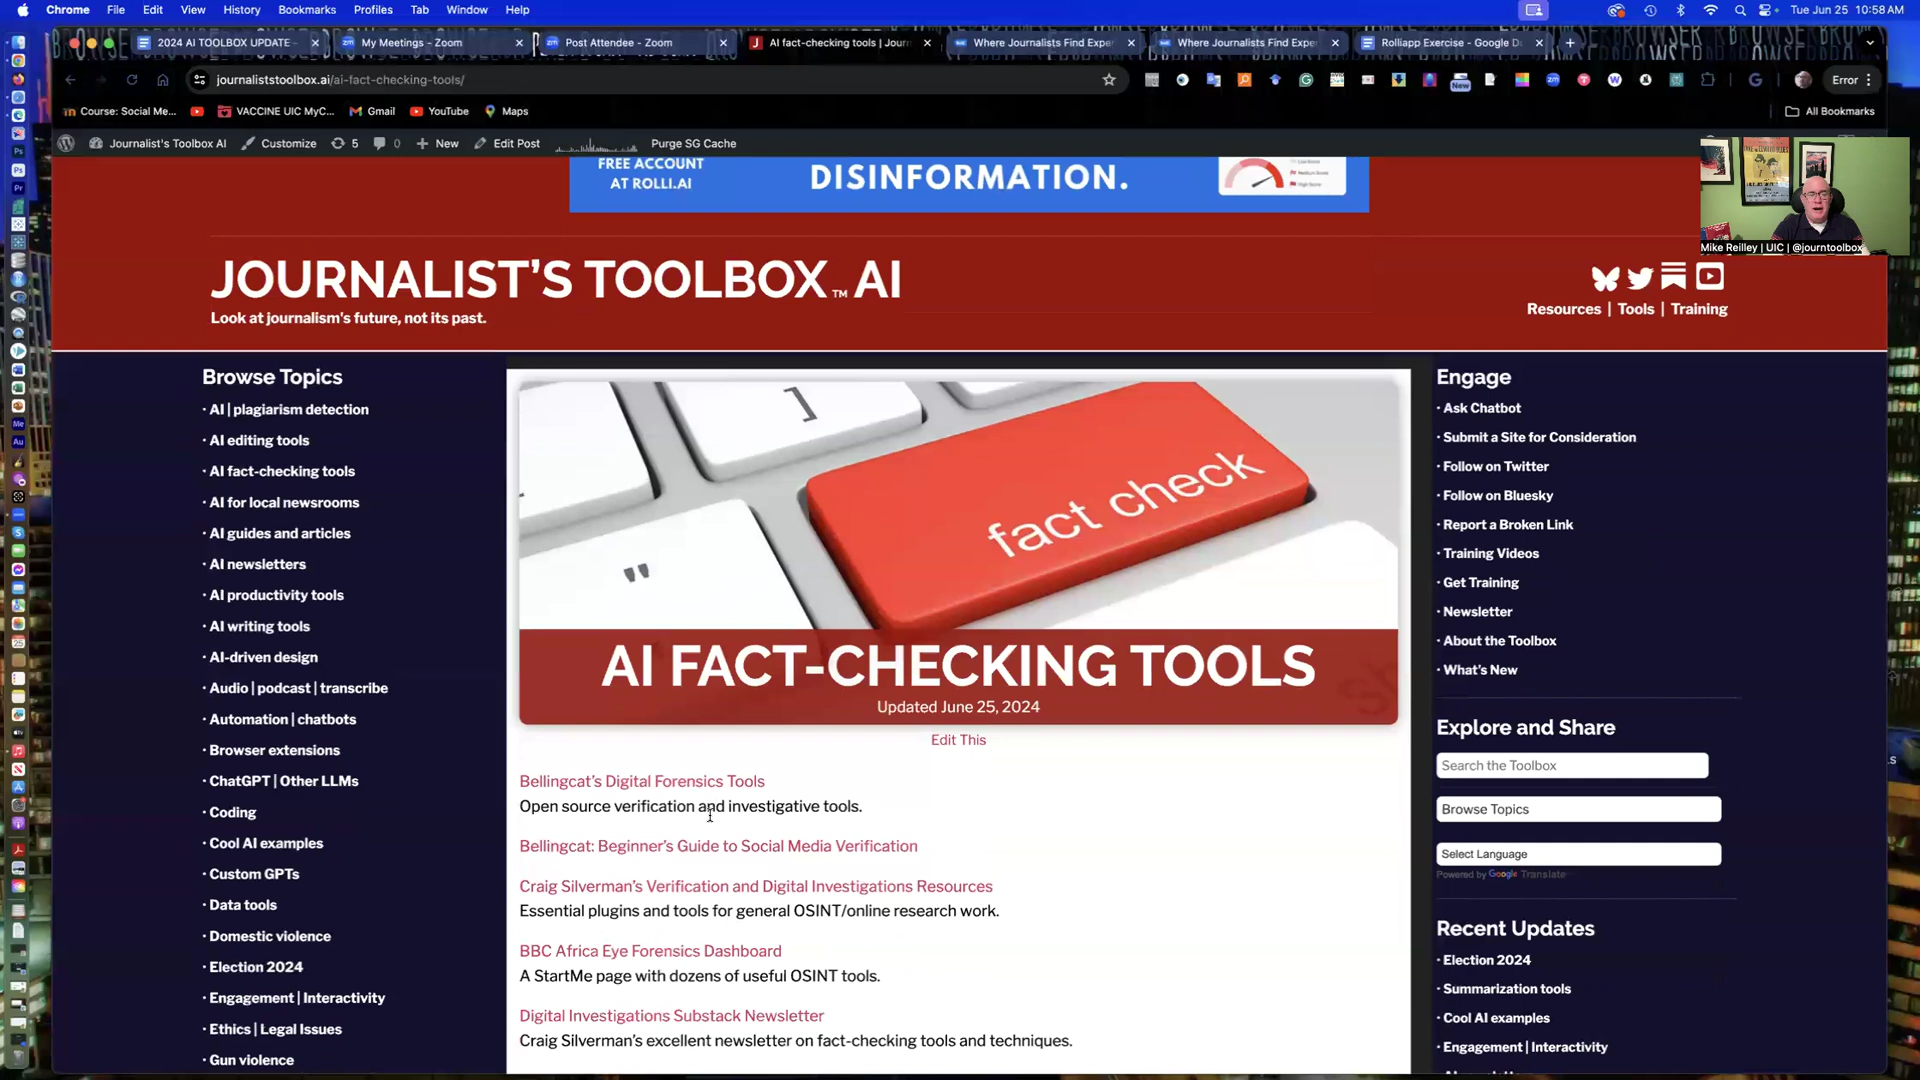 Chrome File Edit View History Bookmarks Profiles Tab Window Help Tue Jun 25 10:58 AM
2024 AI TOOLBOX UPDATE - My Meetings - Zoom Post Attendee - Zoom AI fact-checking tools | Journ Where Journalists Find Exper Where Journalists Find Exper Rolliapp Exercise - Google Do
journaliststoolbox.ai/ai-fact-checking-tools/ New Error
Course: Social Me... VACCINE UIC MyC... Gmail YouTube Maps All Bookmarks
Journalist's Toolbox AI Customize 5 0 New Edit Post Purge SG Cache
FREE ACCOUNT
AT ROLLI.AI
DISINFORMATION.
Mike Reilley | UIC | @journtoolbox
JOURNALIST'S TOOLBOX™ AI
Look at journalism's future, not its past.
Resources | Tools | Training
Browse Topics
· AI | plagiarism detection
· AI editing tools
· AI fact-checking tools
· AI for local newsrooms
· AI guides and articles
· AI newsletters
· AI productivity tools
· AI writing tools
· AI-driven design
· Audio | podcast | transcribe
· Automation | chatbots
· Browser extensions
· ChatGPT | Other LLMs
· Coding
· Cool AI examples
· Custom GPTs
· Data tools
· Domestic violence
· Election 2024
· Engagement | Interactivity
· Ethics | Legal Issues
· Gun violence
]
"
fact check
AI FACT-CHECKING TOOLS
Updated June 25, 2024
Edit This
Bellingcat's Digital Forensics Tools
Open source verification and investigative tools.
Bellingcat: Beginner's Guide to Social Media Verification
Craig Silverman's Verification and Digital Investigations Resources
Essential plugins and tools for general OSINT/online research work.
BBC Africa Eye Forensics Dashboard
A StartMe page with dozens of useful OSINT tools.
Digital Investigations Substack Newsletter
Craig Silverman's excellent newsletter on fact-checking tools and techniques.
Engage
· Ask Chatbot
· Submit a Site for Consideration
· Follow on Twitter
· Follow on Bluesky
· Report a Broken Link
· Training Videos
· Get Training
· Newsletter
· About the Toolbox
· What's New
Explore and Share
Search the Toolbox
Browse Topics
Select Language
Powered by Google Translate
Recent Updates
· Election 2024
· Summarization tools
· Cool AI examples
· Engagement | Interactivity